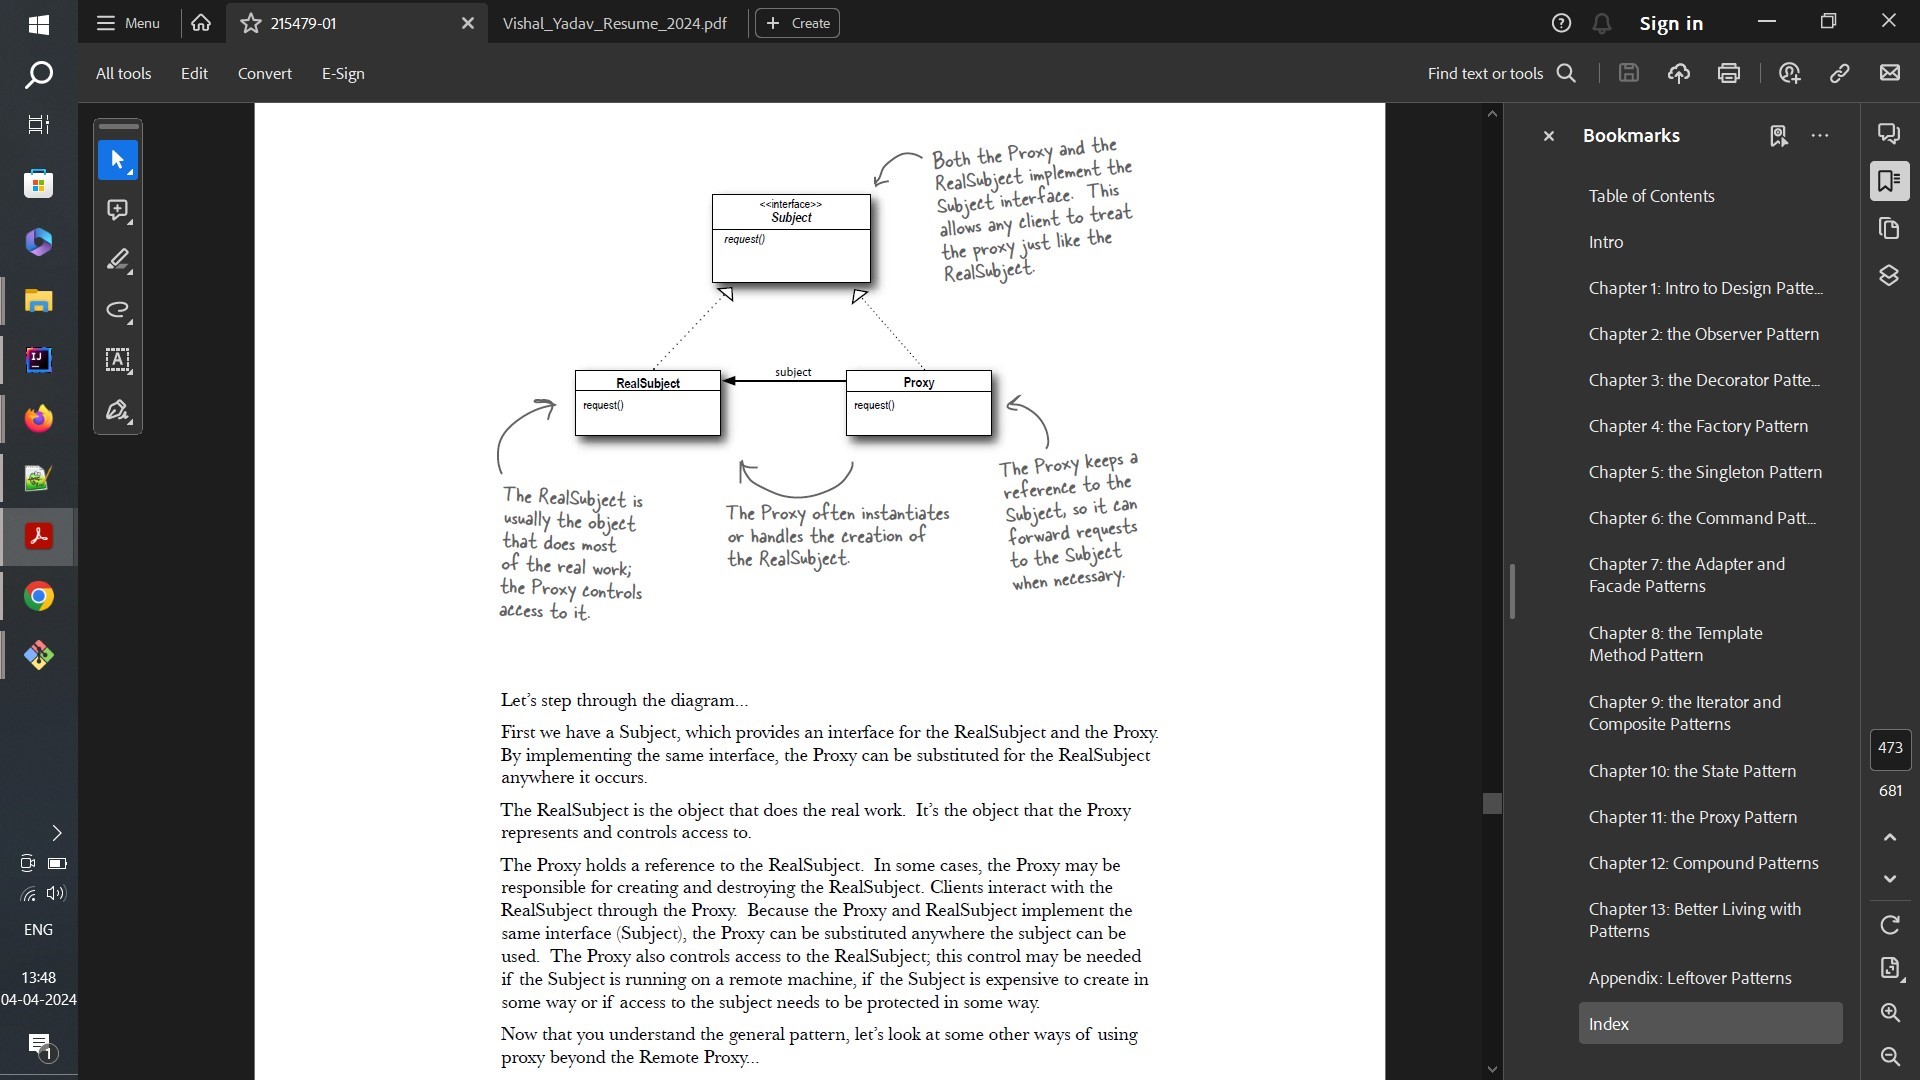 Menu
215479-01
Vishal_Yadav_Resume_2024.pdf
Create
Sign in
All tools
Edit
Convert
E-Sign
Find text or tools
Both the Proxy and the
RealSubject implement the
Subject interface. This
allows any client to treat
the proxy just like the
RealSubject.
<<interface>>
Subject
request()
subject
RealSubject
request()
Proxy
request()
The RealSubject is
usually the object
that does most
of the real work;
the Proxy controls
access to it.
The Proxy often instantiates
or handles the creation of
the RealSubject.
The Proxy keeps a
reference to the
Subject, so it can
forward requests
to the Subject
when necessary.
Let's step through the diagram...
First we have a Subject, which provides an interface for the RealSubject and the Proxy.
By implementing the same interface, the Proxy can be substituted for the RealSubject
anywhere it occurs.
The RealSubject is the object that does the real work. It's the object that the Proxy
represents and controls access to.
The Proxy holds a reference to the RealSubject. In some cases, the Proxy may be
responsible for creating and destroying the RealSubject. Clients interact with the
RealSubject through the Proxy. Because the Proxy and RealSubject implement the
same interface (Subject), the Proxy can be substituted anywhere the subject can be
used. The Proxy also controls access to the RealSubject; this control may be needed
if the Subject is running on a remote machine, if the Subject is expensive to create in
some way or if access to the subject needs to be protected in some way.
Now that you understand the general pattern, let's look at some other ways of using
proxy beyond the Remote Proxy...
Bookmarks
Table of Contents
Intro
Chapter 1: Intro to Design Patte...
Chapter 2: the Observer Pattern
Chapter 3: the Decorator Patte...
Chapter 4: the Factory Pattern
Chapter 5: the Singleton Pattern
Chapter 6: the Command Patt...
Chapter 7: the Adapter and
Facade Patterns
Chapter 8: the Template
Method Pattern
Chapter 9: the Iterator and
Composite Patterns
Chapter 10: the State Pattern
Chapter 11: the Proxy Pattern
Chapter 12: Compound Patterns
Chapter 13: Better Living with
Patterns
Appendix: Leftover Patterns
Index
473
681
IJ
A
ENG
13:48
04-04-2024
1